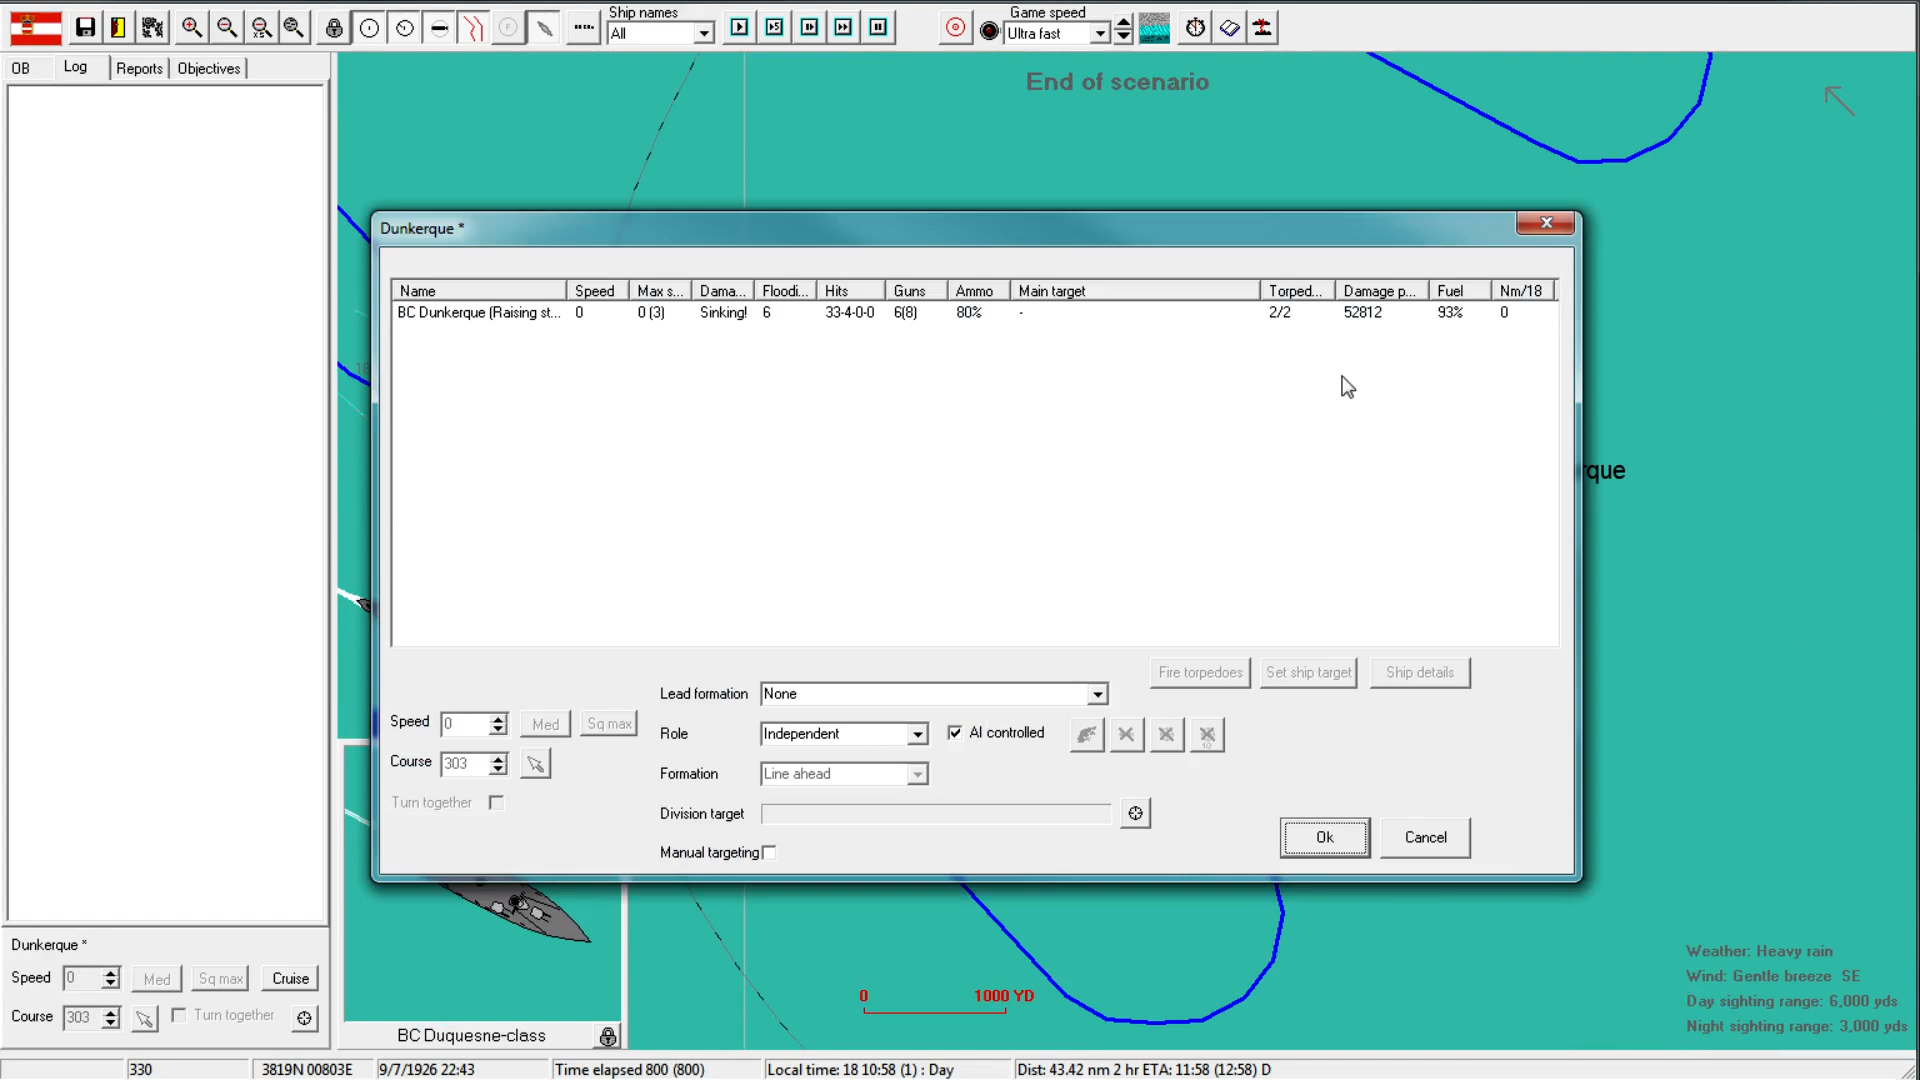 Ship names
All
Game speed
Ultra fast
OB
Log
Reports
Objectives
End of scenario
Dunkerque *
Name
Speed
Max s...
Dama...
Floodi...
Hits
Guns
Ammo
Main target
Torped...
Damage p...
Fuel
Nm/18
BC Dunkerque (Raising st...
0
0 (3)
Sinking!
6
33-4-0-0
6(8)
80%
-
2/2
52812
93%
0
rque
Fire torpedoes
Set ship target
Ship details
Lead formation
None
Speed
0
Med
Sq max
Role
Independent
AI controlled
10
Course
303
Formation
Line ahead
Turn together
Division target
Manual targeting
Ok
Cancel
Dunkerque *
Speed
0
Med
Sq max
Cruise
Course
303
Turn together
BC Duquesne-class
0
1000 YD
Weather: Heavy rain
Wind: Gentle breeze SE
Day sighting range: 6,000 yds
Night sighting range: 3,000 yds
330
3819N 00803E
9/7/1926 22:43
Time elapsed 800 (800)
Local time: 18 10:58 (1) : Day
Dist: 43.42 nm 2 hr ETA: 11:58 (12:58) D